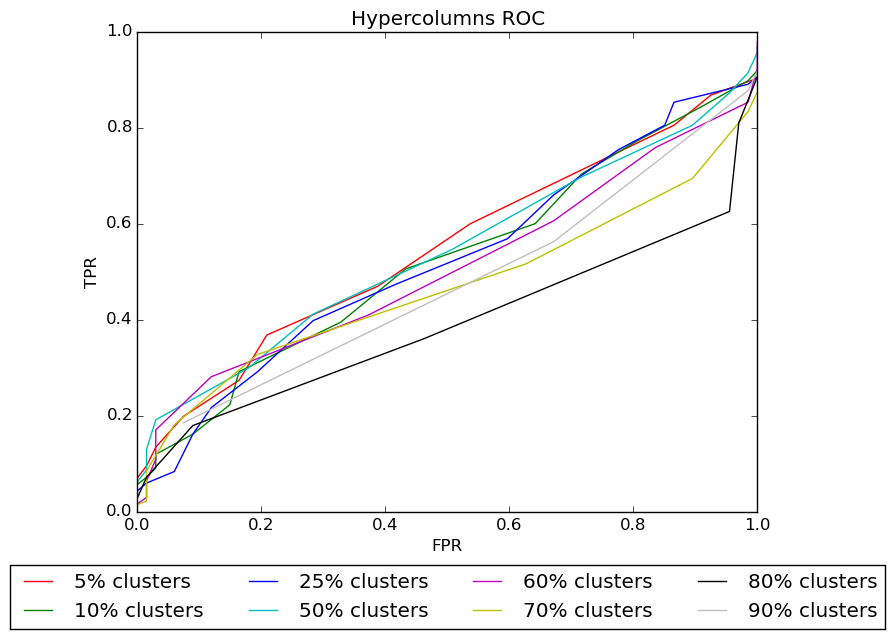 Hypercolumns ROC
1.0
0.8
0.6
0.4
0.2
0.0
TPR
0.0 0.2 0.4 0.6 0.8 1.0
FPR
5% clusters 25% clusters 60% clusters 80% clusters
10% clusters 50% clusters 70% clusters 90% clusters